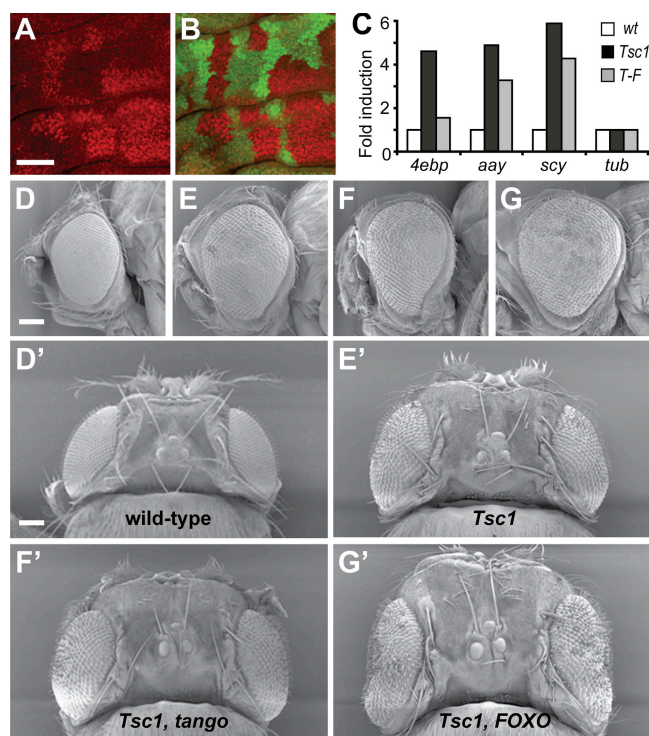 A
B
C
Fold induction
6
4
2
0
wt
Tsc1
T-F
4ebp aay scy tub
D
E
F
G
D'
wild-type
E'
Tsc1
F'
Tsc1, tango
G'
Tsc1, FOXO